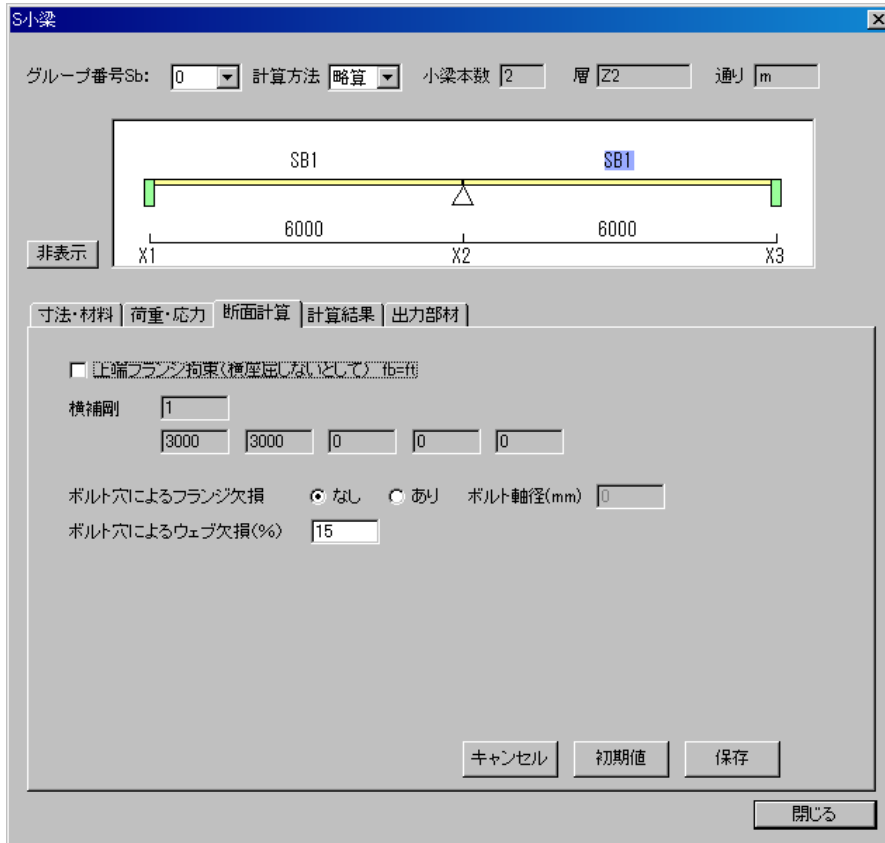 S小梁
グループ番号Sb: 0 計算方法 略算 小梁本数 2 層 Z2 通り m
SB1 SB1
6000 6000
非表示 X1 X2 X3
寸法・材料 荷重・応力 断面計算 計算結果 出力部材
上端フランジ拘束(横座屈しないとして) fb=ft
横補剛 1
3000 3000 0 0 0
ボルト穴によるフランジ欠損 なし あり ボルト軸径(mm) 0
ボルト穴によるウェブ欠損(%) 15
キャンセル 初期値 保存
閉じる